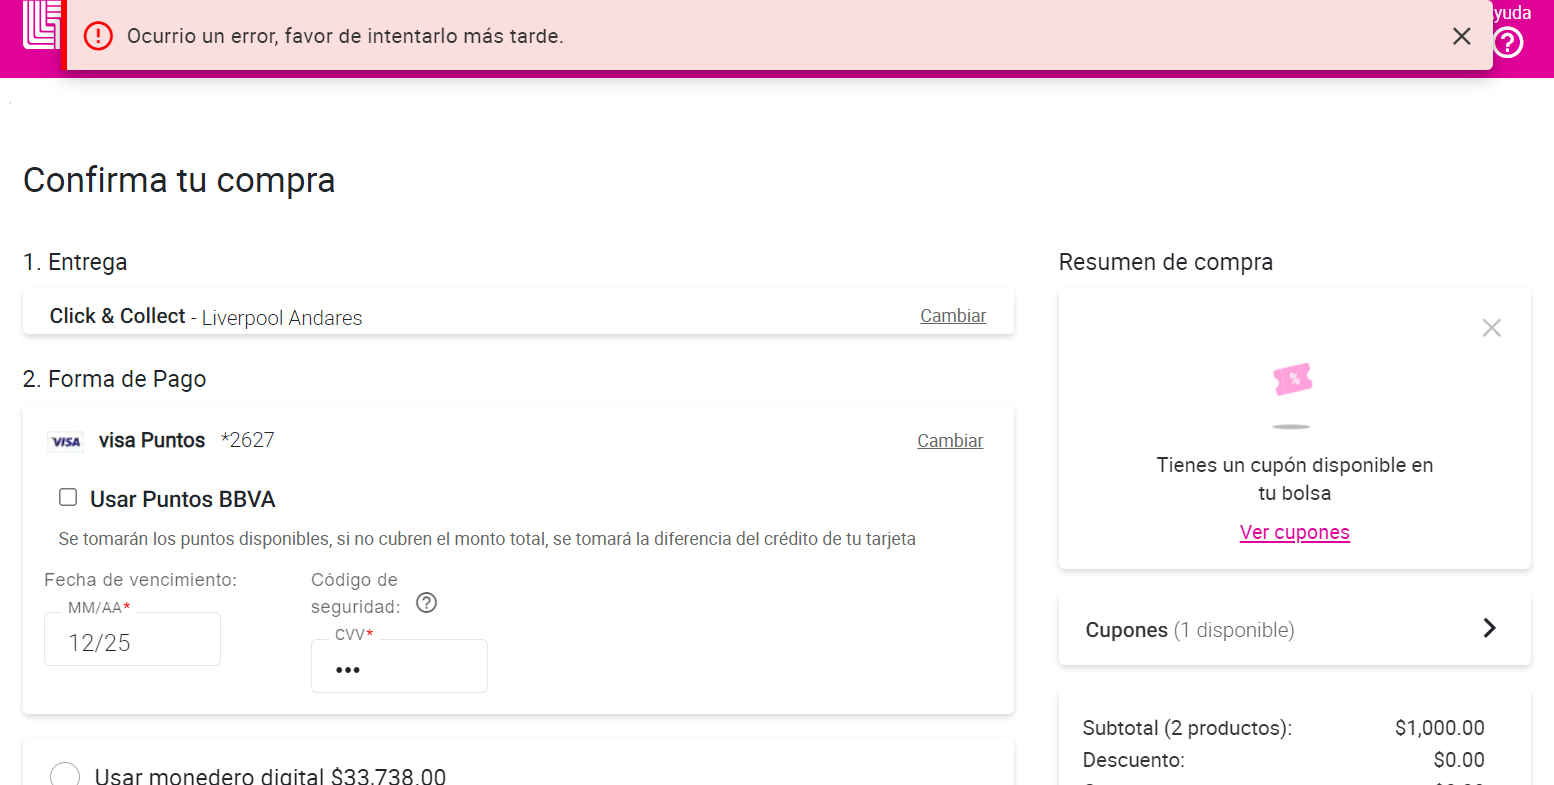 Ocurrio un error, favor de intentarlo más tarde.
yuda
Confirma tu compra
1. Entrega
Click & Collect - Liverpool Andares
Cambiar
2. Forma de Pago
VISA visa Puntos *2627
Cambiar
Usar Puntos BBVA
Se tomarán los puntos disponibles, si no cubren el monto total, se tomará la diferencia del crédito de tu tarjeta
Fecha de vencimiento:
MM/AA*
12/25
Código de
seguridad:
CVV*
•••
Usar monedero digital $33,738.00
Resumen de compra
%
Tienes un cupón disponible en
tu bolsa
Ver cupones
Cupones (1 disponible)
Subtotal (2 productos): $1,000.00
Descuento: $0.00